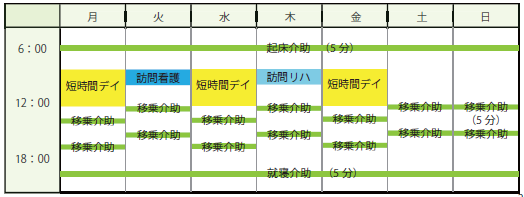 月 火 水 木 金 土 日
6：00 起床介助 （5 分）
短時間デイ 訪問看護 短時間デイ 訪問リハ 短時間デイ
12：00 移乗介助 移乗介助 移乗介助 移乗介助
移乗介助 移乗介助 移乗介助 （5 分）
移乗介助 移乗介助 移乗介助 移乗介助
18：00 移乗介助 移乗介助 移乗介助
就寝介助 （5 分）